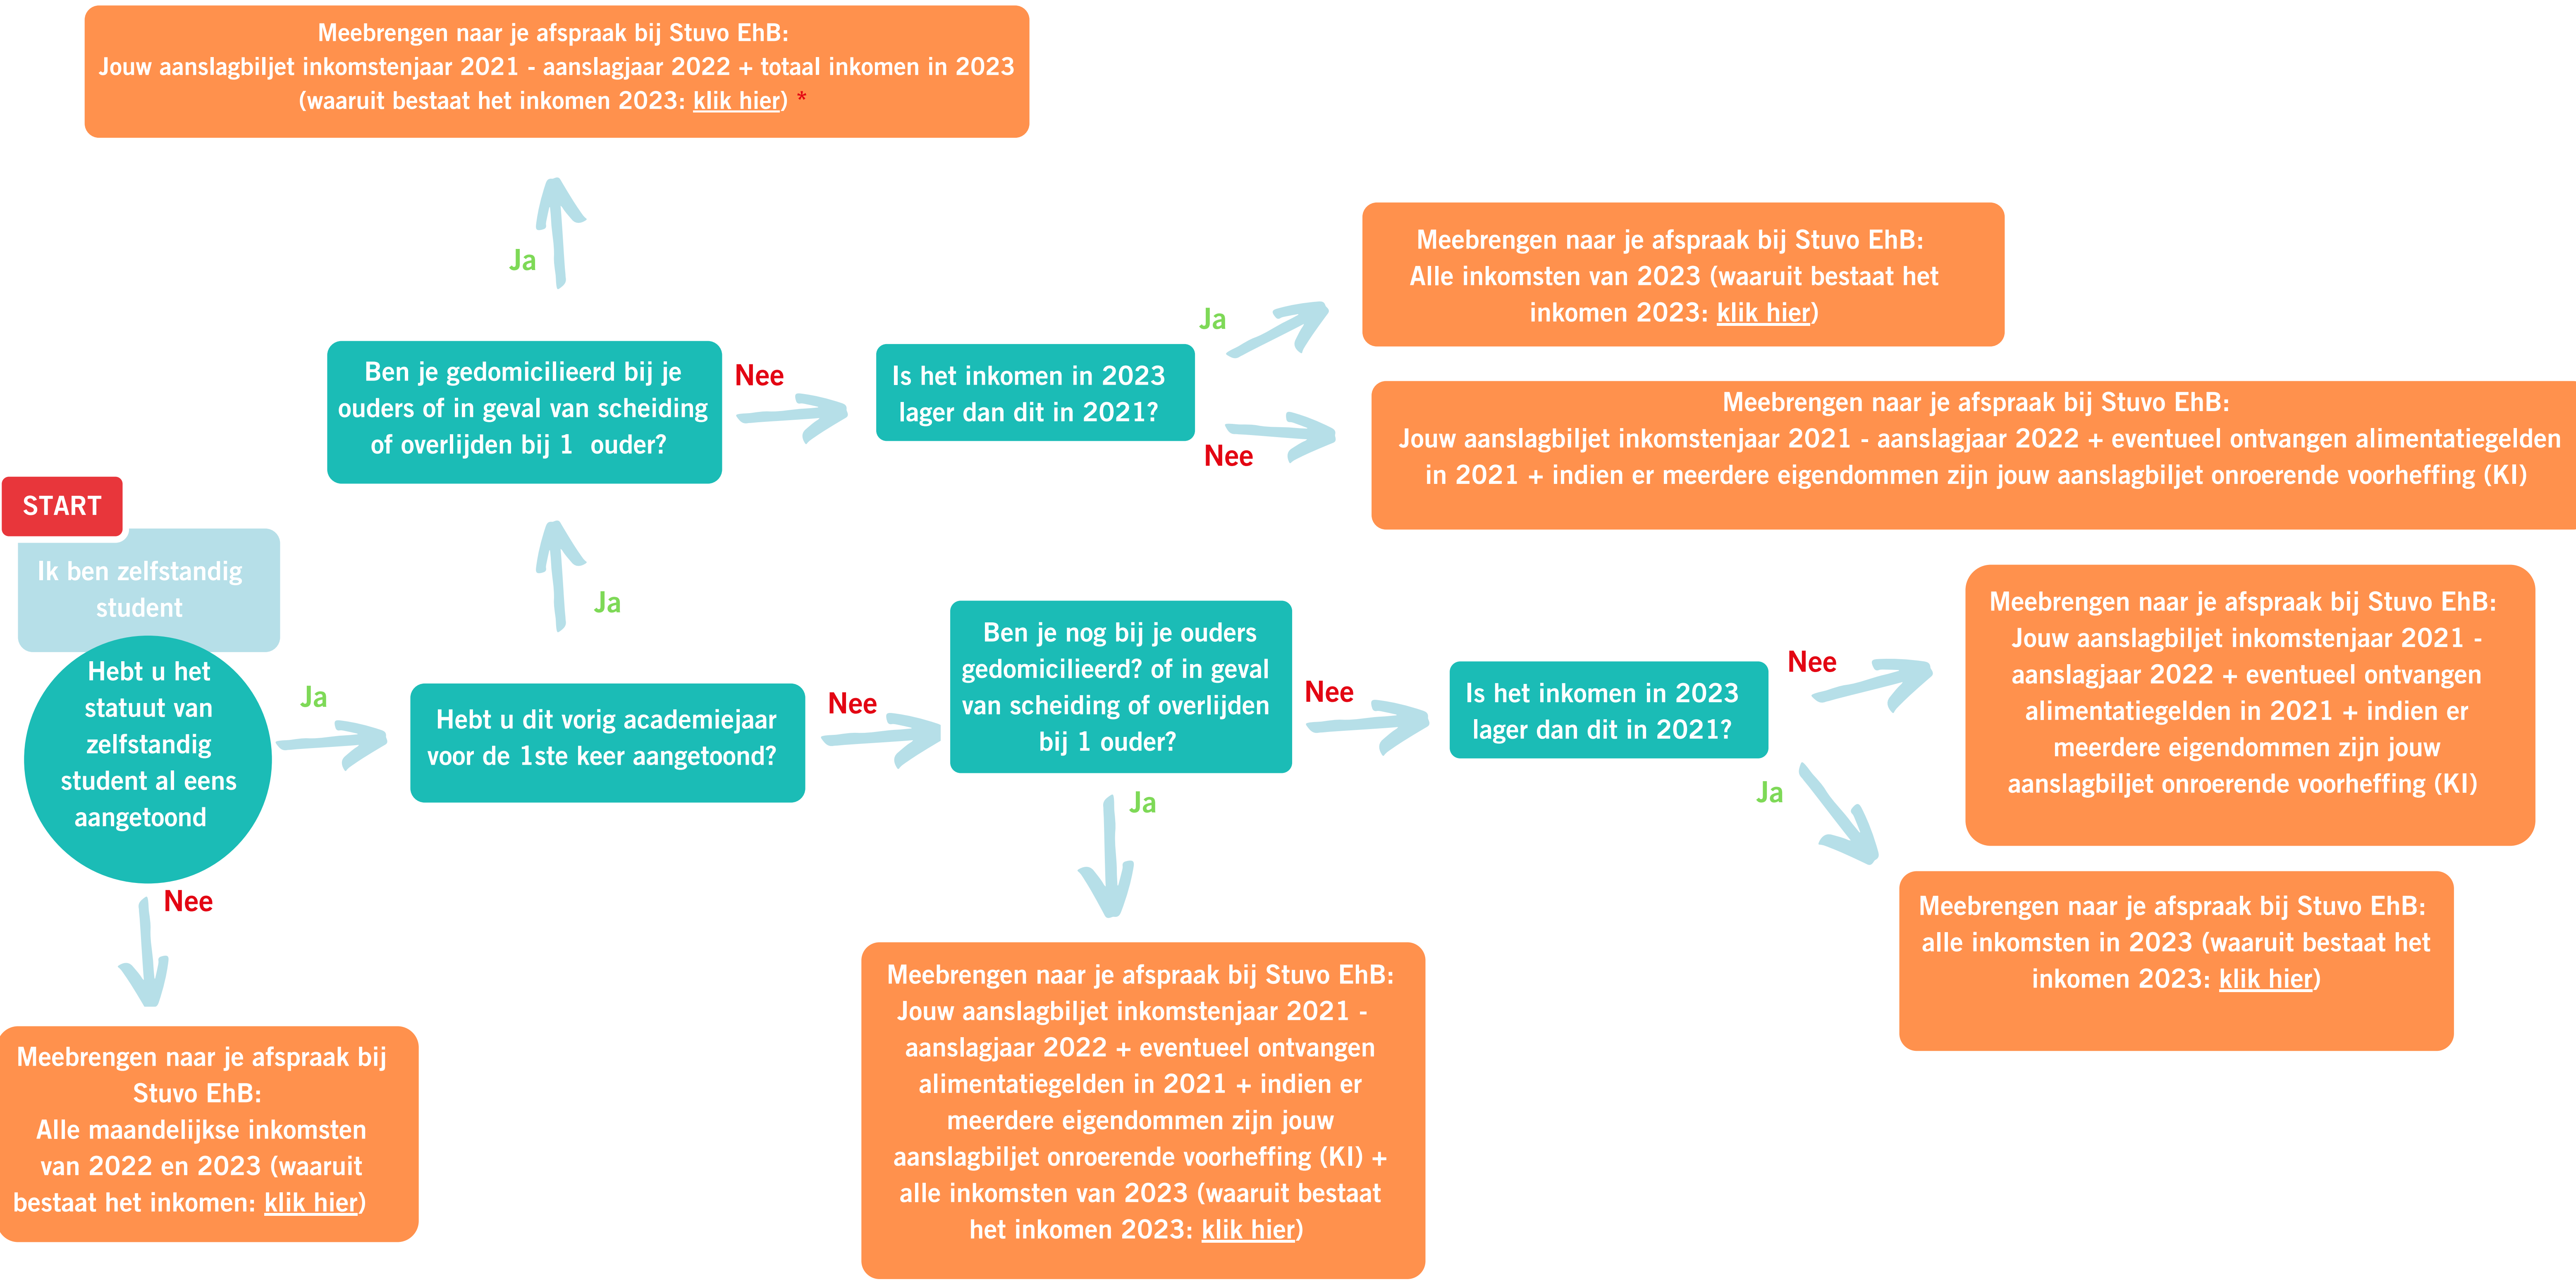 Meebrengen naar je afspraak bij Stuvo EhB:
Jouw aanslagbiljet inkomstenjaar 2021 - aanslagjaar 2022 + totaal inkomen in 2023
(waaruit bestaat het inkomen 2023: klik hier) *
Ja
Meebrengen naar je afspraak bij Stuvo EhB:
Alle inkomsten van 2023 (waaruit bestaat het
inkomen 2023: klik hier)
Ja
Ben je gedomicilieerd bij je
ouders of in geval van scheiding
of overlijden bij 1 ouder?
Nee
Is het inkomen in 2023
lager dan dit in 2021?
Nee
Meebrengen naar je afspraak bij Stuvo EhB:
Jouw aanslagbiljet inkomstenjaar 2021 - aanslagjaar 2022 + eventueel ontvangen alimentatiegelden
in 2021 + indien er meerdere eigendommen zijn jouw aanslagbiljet onroerende voorheffing (KI)
START
Ik ben zelfstandig
student
Ja
Hebt u het
statuut van
zelfstandig
student al eens
aangetoond
Ja
Hebt u dit vorig academiejaar
voor de 1ste keer aangetoond?
Nee
Ben je nog bij je ouders
gedomicilieerd? of in geval
van scheiding of overlijden
bij 1 ouder?
Nee
Is het inkomen in 2023
lager dan dit in 2021?
Nee
Meebrengen naar je afspraak bij Stuvo EhB:
Jouw aanslagbiljet inkomstenjaar 2021 -
aanslagjaar 2022 + eventueel ontvangen
alimentatiegelden in 2021 + indien er
meerdere eigendommen zijn jouw
aanslagbiljet onroerende voorheffing (KI)
Ja
Ja
Nee
Meebrengen naar je afspraak bij Stuvo EhB:
alle inkomsten in 2023 (waaruit bestaat het
inkomen 2023: klik hier)
Meebrengen naar je afspraak bij Stuvo EhB:
Jouw aanslagbiljet inkomstenjaar 2021 -
aanslagjaar 2022 + eventueel ontvangen
alimentatiegelden in 2021 + indien er
meerdere eigendommen zijn jouw
aanslagbiljet onroerende voorheffing (KI) +
alle inkomsten van 2023 (waaruit bestaat
het inkomen 2023: klik hier)
Meebrengen naar je afspraak bij
Stuvo EhB:
Alle maandelijkse inkomsten
van 2022 en 2023 (waaruit
bestaat het inkomen: klik hier)